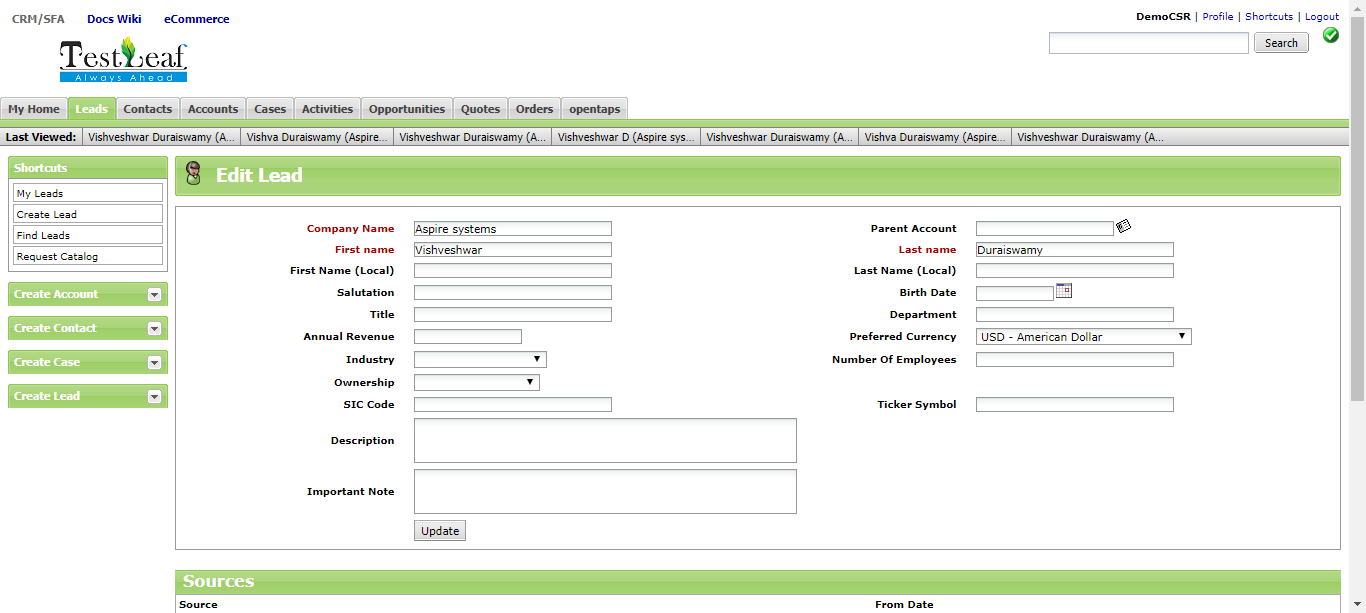 CRM/SFA Docs Wiki eCommerce
DemoCSR | Profile | Shortcuts | Logout
Search
TestLeaf
Always Ahead
My Home Leads Contacts Accounts Cases Activities Opportunities Quotes Orders opentaps
Last Viewed: Vishveshwar Duraiswamy (A... Vishva Duraiswamy (Aspire... Vishveshwar Duraiswamy (A... Vishveshwar D (Aspire sys... Vishveshwar Duraiswamy (A... Vishva Duraiswamy (Aspire... Vishveshwar Duraiswamy (A...
Shortcuts
My Leads
Create Lead
Find Leads
Request Catalog
Create Account
Create Contact
Create Case
Create Lead
Edit Lead
Company Name Aspire systems Parent Account
First name Vishveshwar Last name Duraiswamy
First Name (Local) Last Name (Local)
Salutation Birth Date
Title Department
Annual Revenue Preferred Currency USD - American Dollar
Industry Number Of Employees
Ownership
SIC Code Ticker Symbol
Description
Important Note
Update
Sources
Source From Date